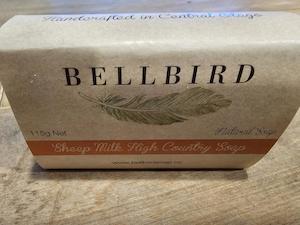 Handcrafted in Central Otago
BELLBIRD
115g Net
Natural Soap
Sheep Milk High Country Soap